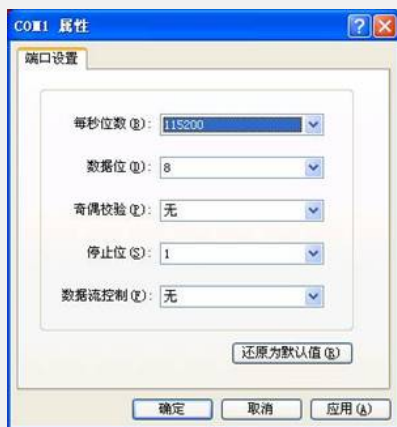 COM1 属性
端口设置
每秒位数(B): 115200
数据位(D): 8
奇偶校验(P): 无
停止位(S): 1
数据流控制(F): 无
还原为默认值(R)
确定 取消 应用(A)